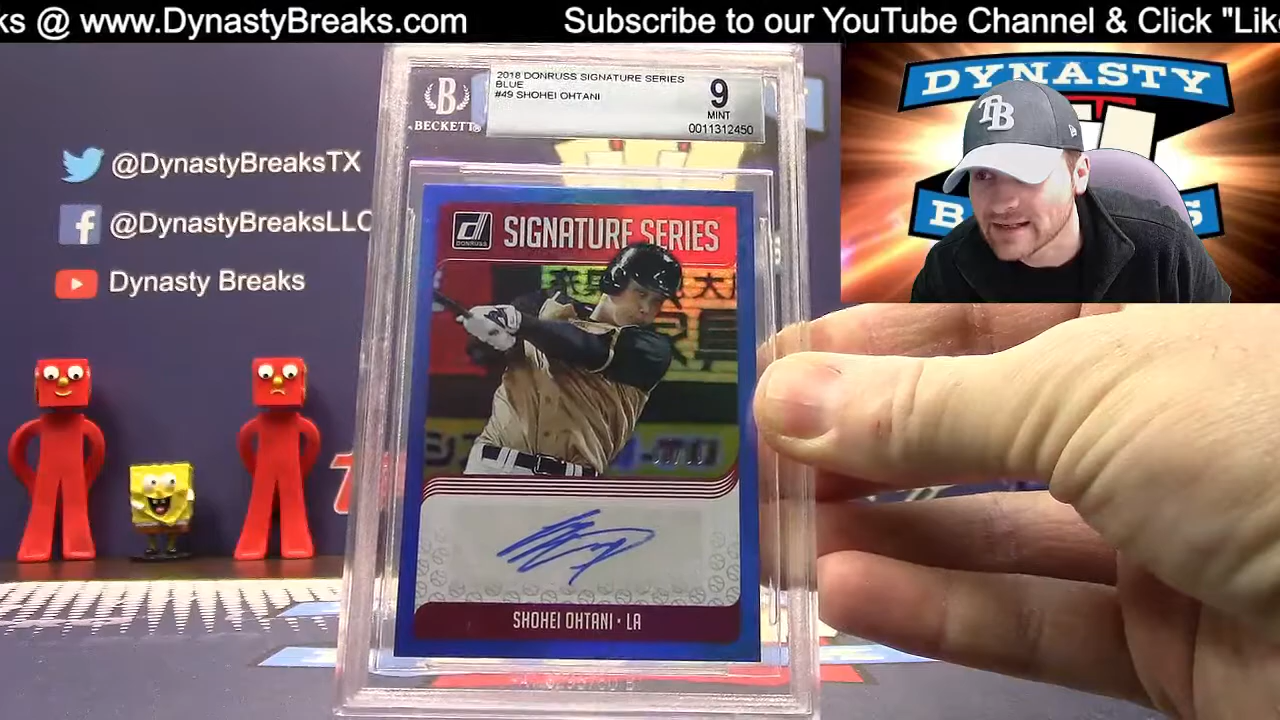 ks @ www.DynastyBreaks.com
Subscribe to our YouTube Channel & Click "Like
@DynastyBreaksTX
@DynastyBreaksLLC
Dynasty Breaks
BECKETT
2018 DONRUSS SIGNATURE SERIES
BLUE
#49 SHOHEI OHTANI
9
MINT
0011312450
DONRUSS
SIGNATURE SERIES
SHOHEI OHTANI · LA
DYNASTY
TB